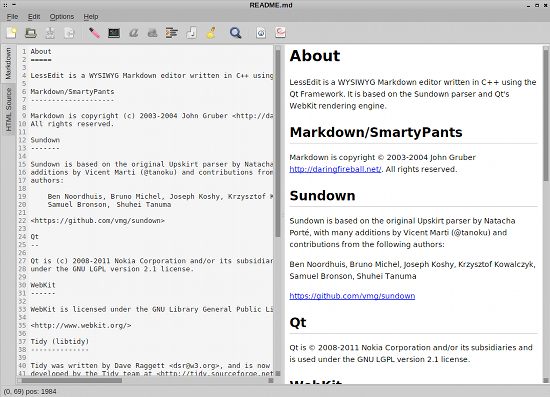 README.md
File Edit Options Help
Markdown
HTML Source
1 About
2 =====
3
4 LessEdit is a WYSIWYG Markdown editor written in C++ using
5
6 Markdown/SmartyPants
7 --------------------
8
9 Markdown is copyright (c) 2003-2004 John Gruber <http://da
10 All rights reserved.
11
12 Sundown
13 -------
14
15 Sundown is based on the original Upskirt parser by Natacha
16 additions by Vicent Marti (@tanoku) and contributions from
17 authors:
18
19 Ben Noordhuis, Bruno Michel, Joseph Koshy, Krzysztof K
20 Samuel Bronson, Shuhei Tanuma
21
22 <https://github.com/vmg/sundown>
23
24 Qt
25 --
26
27 Qt is (c) 2008-2011 Nokia Corporation and/or its subsidiar
28 under the GNU LGPL version 2.1 license.
29
30 WebKit
31 ------
32
33 WebKit is licensed under the GNU Library General Public Li
34
35 <http://www.webkit.org/>
36
37 Tidy (libtidy)
38 --------------
39
40 Tidy was written by Dave Raggett <dsr@w3.org>, and is now
41 developed by the Tidy team at <http://tidy.sourceforge.net
About
LessEdit is a WYSIWYG Markdown editor written in C++ using the
Qt Framework. It is based on the Sundown parser and Qt's
WebKit rendering engine.
Markdown/SmartyPants
Markdown is copyright © 2003-2004 John Gruber
http://daringfireball.net/. All rights reserved.
Sundown
Sundown is based on the original Upskirt parser by Natacha
Porté, with many additions by Vicent Marti (@tanoku) and
contributions from the following authors:
Ben Noordhuis, Bruno Michel, Joseph Koshy, Krzysztof Kowalczyk,
Samuel Bronson, Shuhei Tanuma
https://github.com/vmg/sundown
Qt
Qt is © 2008-2011 Nokia Corporation and/or its subsidiaries and
is used under the GNU LGPL version 2.1 license.
WebKit
(0, 69) pos: 1984